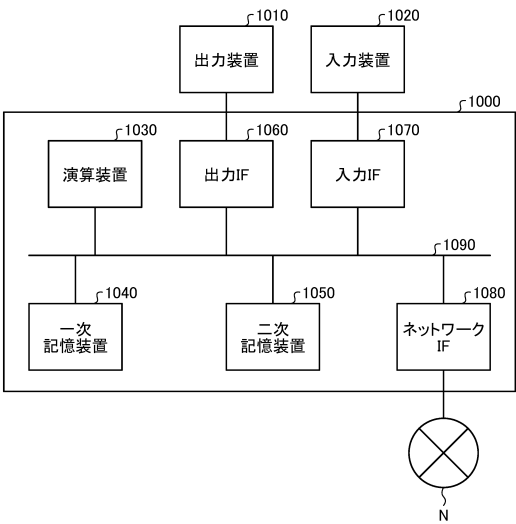 1010
1020
出力装置
入力装置
1000
1030
1060
1070
演算装置
出力IF
入力IF
1090
1040
1050
1080
一次
記憶装置
二次
記憶装置
ネットワーク
IF
N